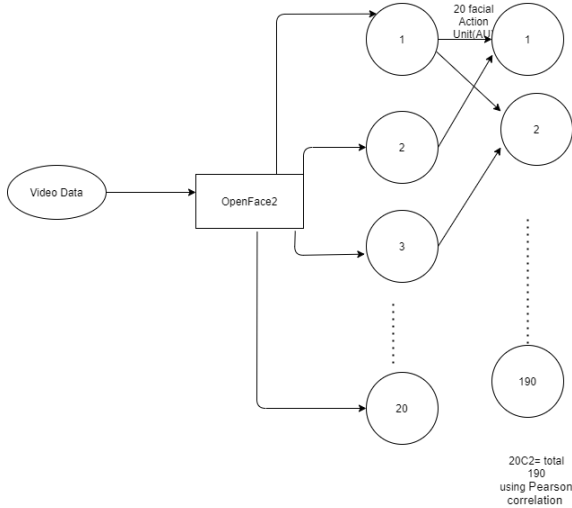 20 facial
Action
Unit(AU)
1
1
2
2
Video Data
OpenFace2
3
190
20
20C2= total
190
using Pearson
correlation